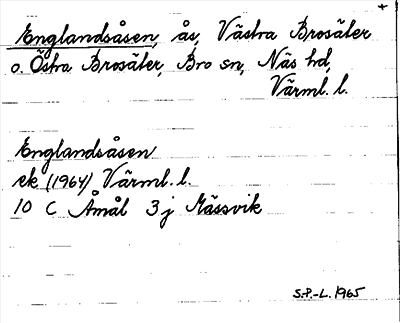 Englandsåsen, ås, Västra Brosäter
o. Östra Brosäter, Bro sn, Näs hd,
Värml. l.
Englandsåsen
ek (1964) Värml. l.
10 C Åmål 3 j Mässvik
S.P.-L. 1965